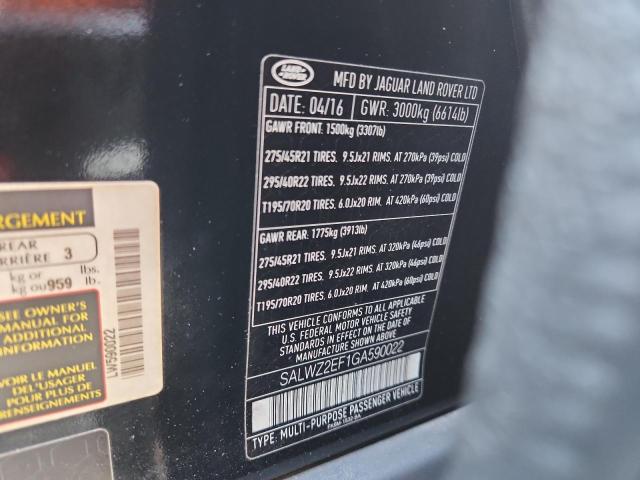 LAND
ROVER
MFD BY JAGUAR LAND ROVER LTD
DATE: 04/16
GWR: 3000kg (6614lb)
GAWR FRONT: 1500kg (3307lb)
275/45R21 TIRES. 9.5Jx21 RIMS. AT 270kPa (39psi) COLD
295/40R22 TIRES. 9.5Jx22 RIMS. AT 270kPa (39psi) COLD
T195/70R20 TIRES. 6.0Jx20 RIM. AT 420kPa (60psi) COLD
GAWR REAR: 1775kg (3913lb)
275/45R21 TIRES. 9.5Jx21 RIMS. AT 320kPa (46psi) COLD
295/40R22 TIRES. 9.5Jx22 RIMS. AT 320kPa (46psi) COLD
T195/70R20 TIRES. 6.0Jx20 RIM. AT 420kPa (60psi) COLD
THIS VEHICLE CONFORMS TO ALL APPLICABLE
U.S. FEDERAL MOTOR VEHICLE SAFETY
STANDARDS IN EFFECT ON THE DATE OF
MANUFACTURE SHOWN ABOVE.
SALWZ2EF1GA590022
TYPE: MULTI-PURPOSE PASSENGER VEHICLE
RGEMENT
REAR
RRIÈRE 3
kg or lbs.
kg ou 959 lb.
SEE OWNER'S
MANUAL FOR
ADDITIONAL
INFORMATION
MANUEL
DE L'USAGER
POUR PLUS DE
RENSEIGNEMENTS
LW590022